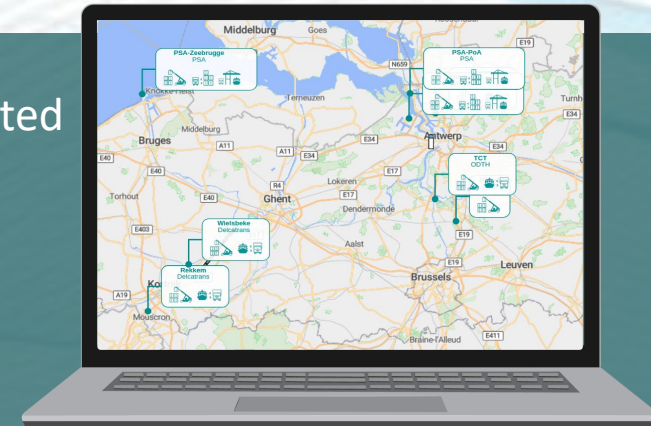 ted
Middelburg
Goes
E19
PSA-Zeebrugge
PSA
PSA-PoA
PSA
N659
Terneuzen
Turnh
E34
Middelburg
Bruges
A11
A11
E34
E34
Antwerp
E34
E40
E40
R4
E17
TCT
ODTH
Lokeren
E17
Torhout
E40
Ghent
Dendermonde
E403
Wielsbeke
Delcatrans
Aalst
E19
E19
Leuven
Rekkem
Delcatrans
Brussels
A19
Mouscron
Braine-l'Alleud
E411